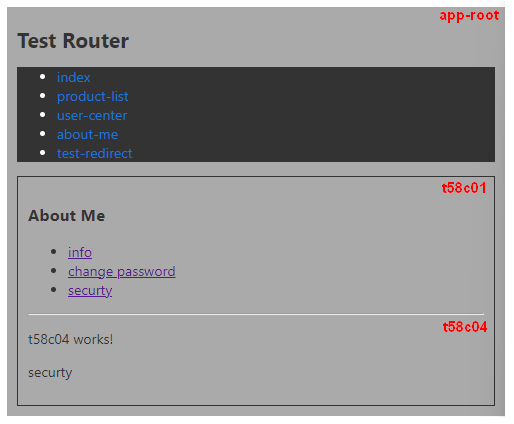 app-root
Test Router
index
product-list
user-center
about-me
test-redirect
t58c01
About Me
info
change password
securty
t58c04
t58c04 works!
securty